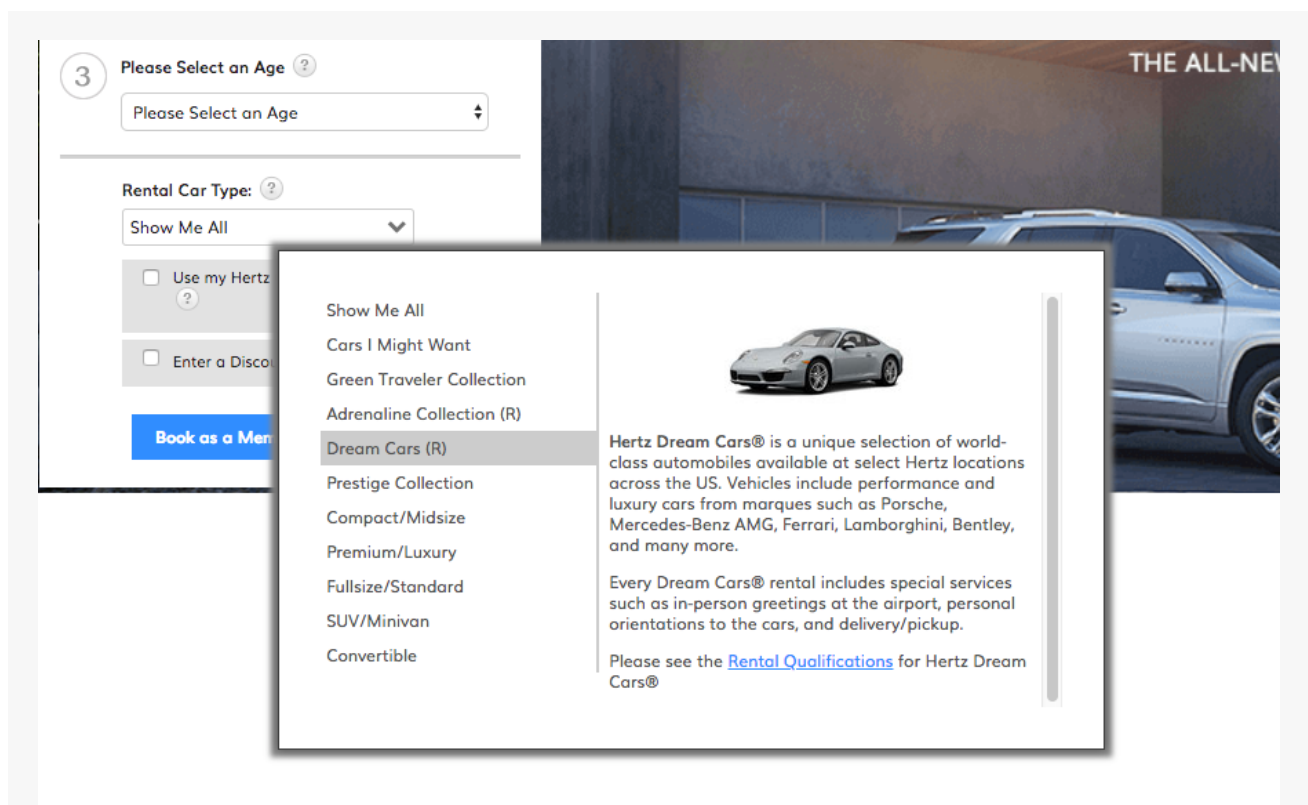 3
Please Select an Age ?
Please Select an Age
THE ALL-NEW
Rental Car Type: ?
Show Me All
Use my Hertz
?
Enter a Disco
Book as a Mem
Show Me All
Cars I Might Want
Green Traveler Collection
Adrenaline Collection (R)
Dream Cars (R)
Prestige Collection
Compact/Midsize
Premium/Luxury
Fullsize/Standard
SUV/Minivan
Convertible
Hertz Dream Cars® is a unique selection of world-
class automobiles available at select Hertz locations
across the US. Vehicles include performance and
luxury cars from marques such as Porsche,
Mercedes-Benz AMG, Ferrari, Lamborghini, Bentley,
and many more.
Every Dream Cars® rental includes special services
such as in-person greetings at the airport, personal
orientations to the cars, and delivery/pickup.
Please see the Rental Qualifications for Hertz Dream
Cars®